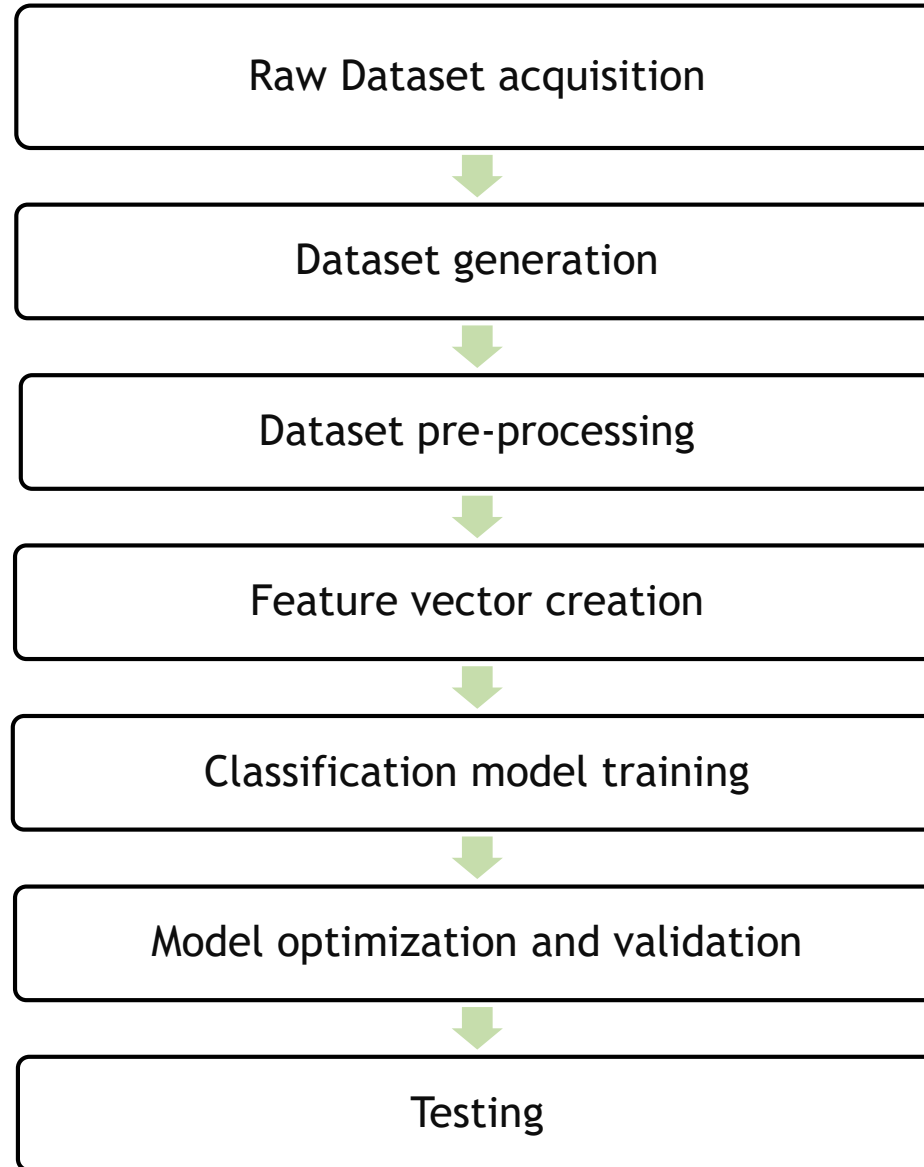 Raw Dataset acquisition
Dataset generation
Dataset pre-processing
Feature vector creation
Classification model training
Model optimization and validation
Testing